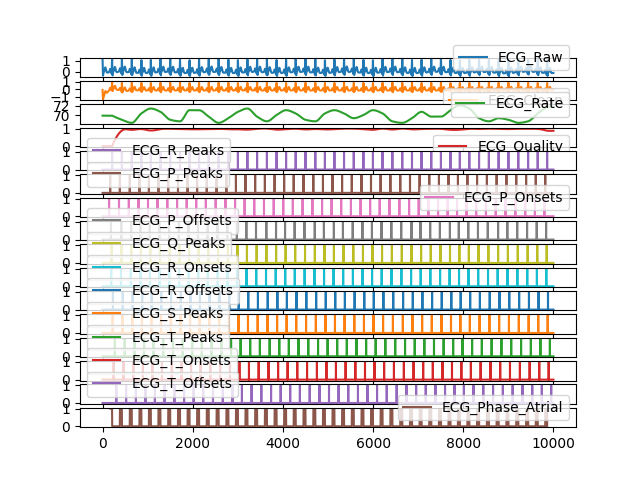 1
ECG_Raw
0
0
−1
72
ECG_Rate
70
1
ECG_Quality
0
1
ECG_R_Peaks
0
1
ECG_P_Peaks
0
1
ECG_P_Onsets
0
1
ECG_P_Offsets
0
1
ECG_Q_Peaks
0
1
ECG_R_Onsets
0
1
ECG_R_Offsets
0
1
ECG_S_Peaks
0
1
ECG_T_Peaks
0
1
ECG_T_Onsets
0
1
ECG_T_Offsets
0
1
ECG_Phase_Atrial
0
0 2000 4000 6000 8000 10000